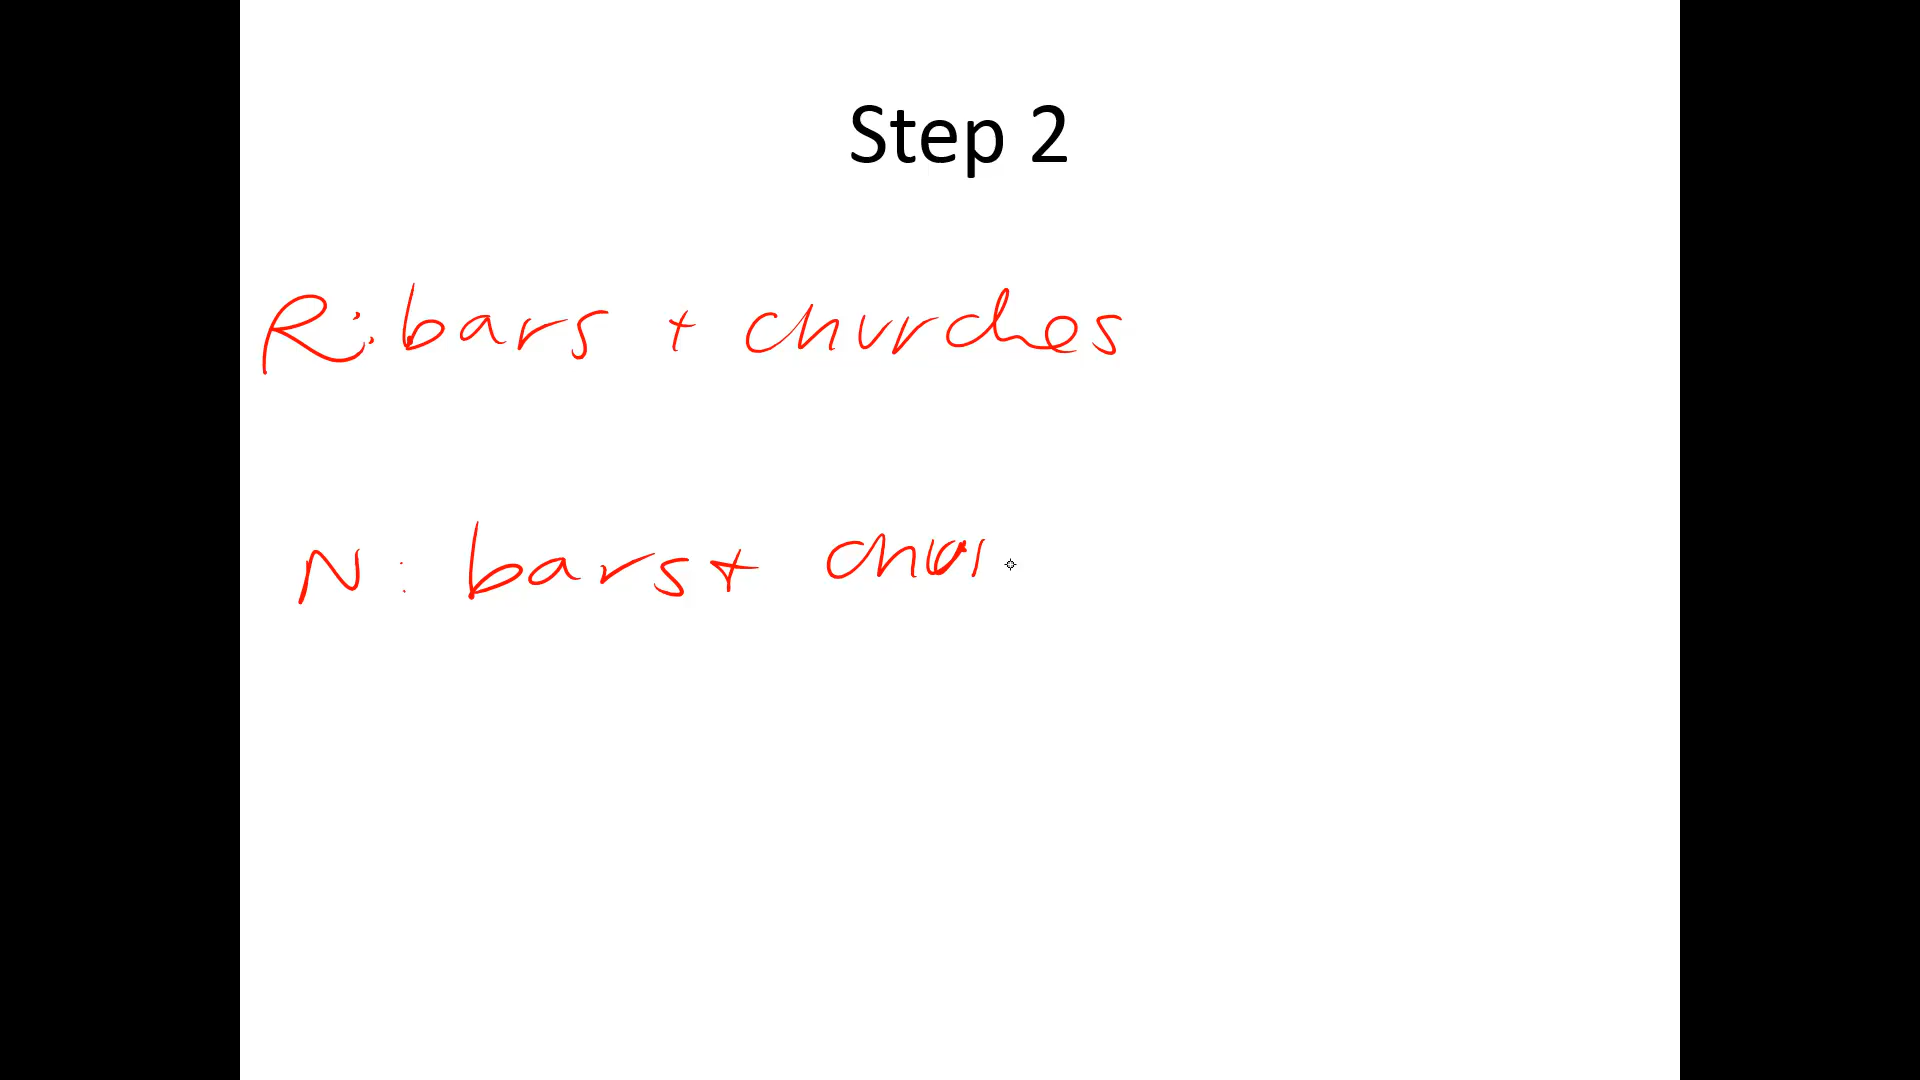 Step 2
R: bars + churches
N: bars +